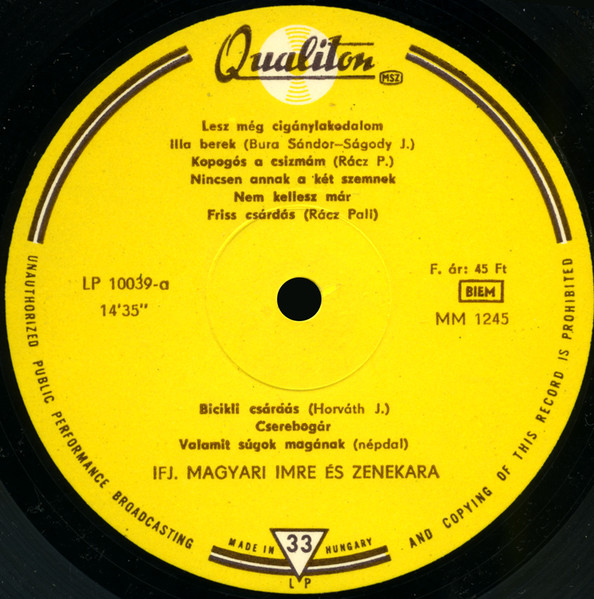 Qualiton
MSZ
Lesz még cigánylakodalom
Illa berek (Bura Sándor—Ságody J.)
Kopogós a csizmám (Rácz P.)
Nincsen annak a két szemnek
Nem kellesz már
Friss csárdás (Rácz Pali)
LP 10039-a
14'35"
F. ár: 45 Ft
BIEM
MM 1245
Bicikli csárdás (Horváth J.)
Cserebogár
Valamit súgok magának (népdal)
IFJ. MAGYARI IMRE ÉS ZENEKARA
UNAUTHORIZED PUBLIC PERFORMANCE BROADCASTING AND COPYING OF THIS RECORD IS PROHIBITED
MADE IN 33 HUNGARY
LP